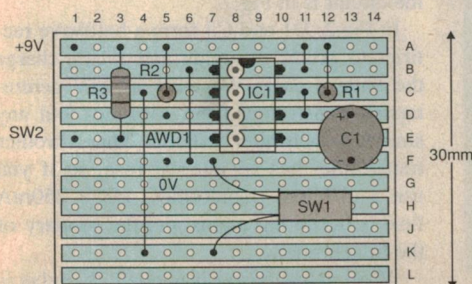 1 2 3 4 5 6 7 8 9 10 11 12 13 14
+9V A
B
R2
R3 C IC1 R1
D +
SW2 E AWD1 C1
F -
30mm
0V G
SW1 H
J
K
L